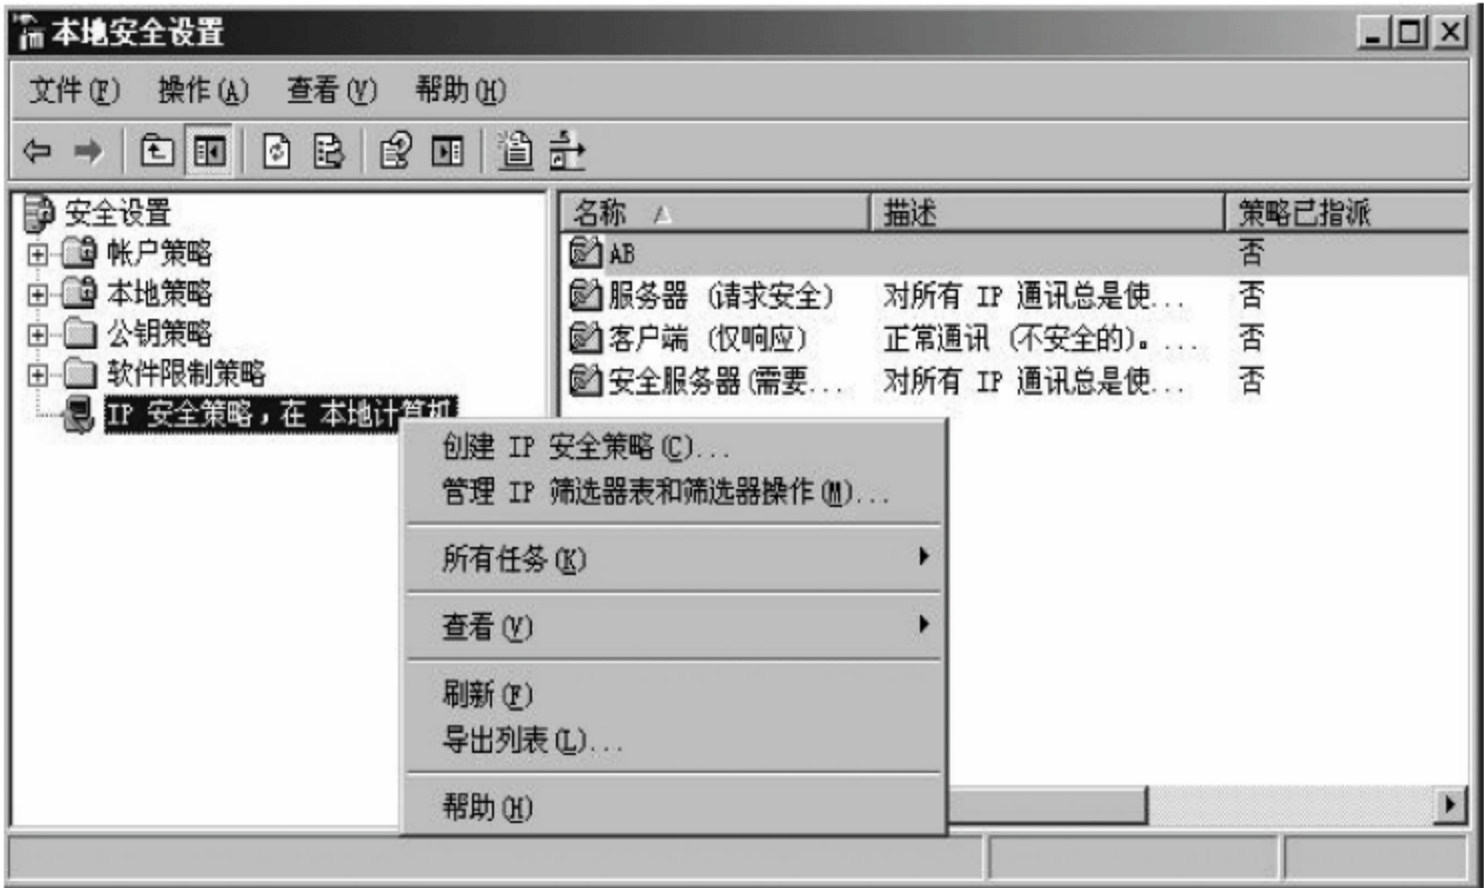 本地安全设置
文件(F) 操作(A) 查看(V) 帮助(H)
安全设置
帐户策略
本地策略
公钥策略
软件限制策略
IP 安全策略，在 本地计算机
名称 描述 策略已指派
AB 否
服务器 (请求安全) 对所有 IP 通讯总是使... 否
客户端 (仅响应) 正常通讯 (不安全的)。... 否
安全服务器(需要... 对所有 IP 通讯总是使... 否
创建 IP 安全策略(C)...
管理 IP 筛选器表和筛选器操作(M)...
所有任务(K)
查看(V)
刷新(F)
导出列表(L)...
帮助(H)